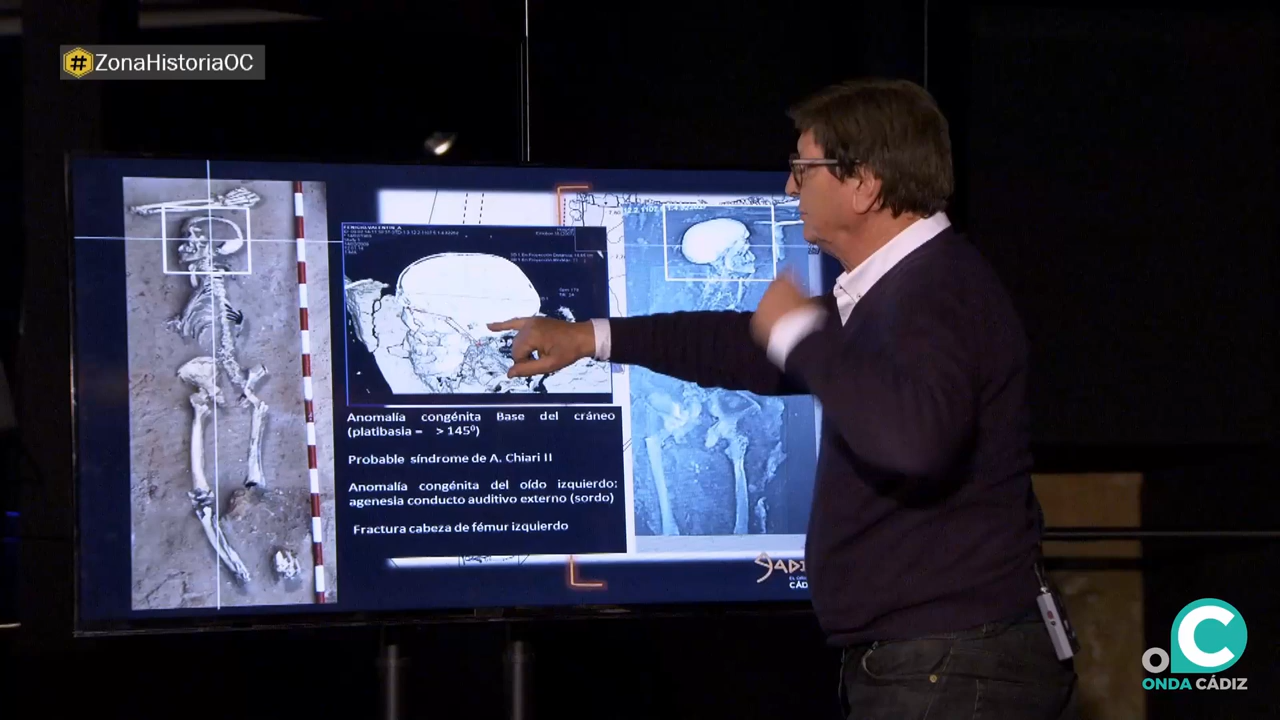 #ZonaHistoriaOC
Anomalía congénita Base del cráneo
(platibasia = > 145º)
Probable síndrome de A. Chiari II
Anomalía congénita del oído izquierdo:
agenesia conducto auditivo externo (sordo)
Fractura cabeza de fémur izquierdo
OC
ONDA CÁDIZ